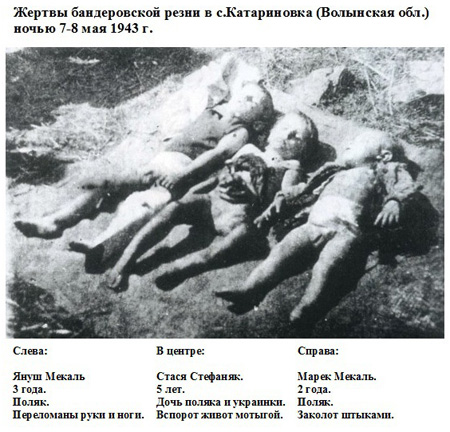 Жертвы бандеровской резни в с.Катариновка (Волынская обл.)
ночью 7-8 мая 1943 г.
Слева:
Януш Мекаль
3 года.
Поляк.
Переломаны руки и ноги.
В центре:
Стася Стефаняк.
5 лет.
Дочь поляка и украинки.
Вспорот живот мотыгой.
Справа:
Марек Мекаль.
2 года.
Поляк.
Заколот штыками.